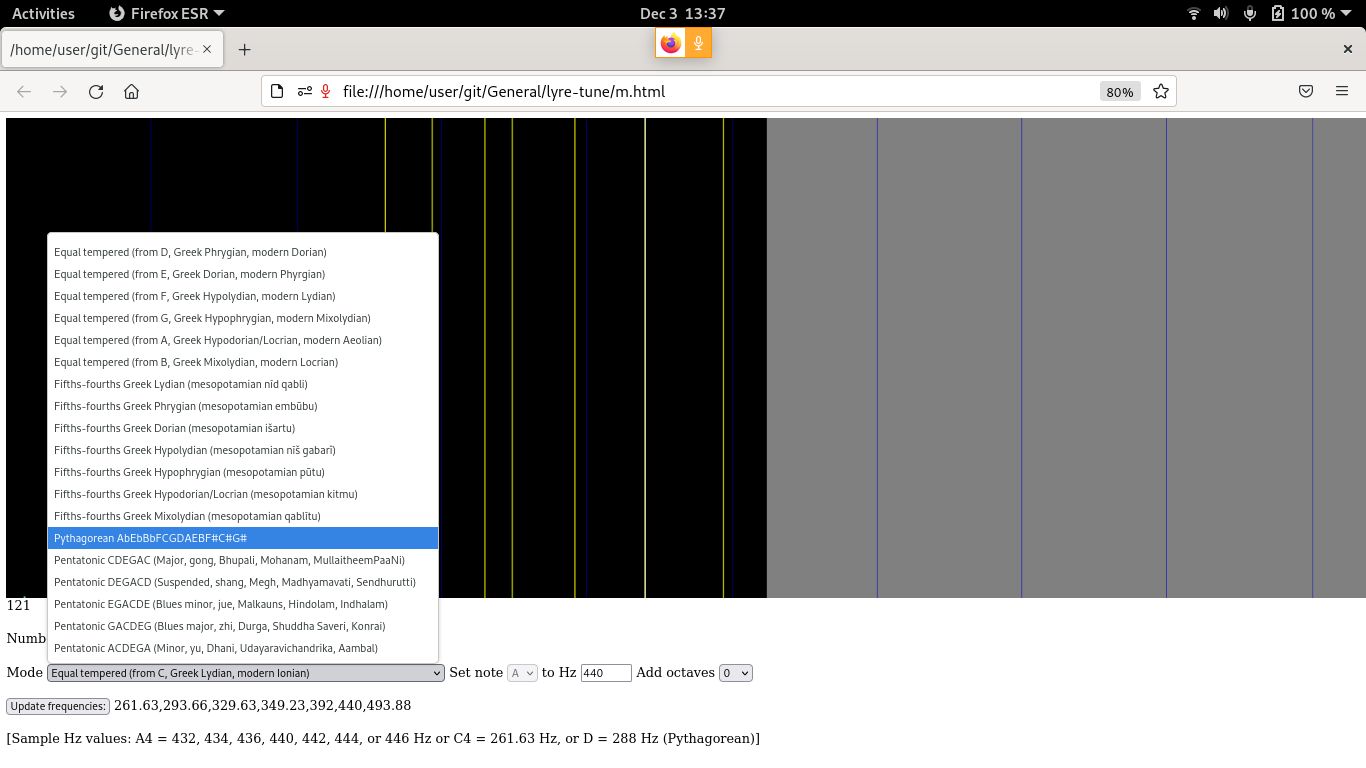 Activities Firefox ESR Dec 3 13:37 100 %
/home/user/git/General/lyre-
file:///home/user/git/General/lyre-tune/m.html 80%
Equal tempered (from D, Greek Phrygian, modern Dorian)
Equal tempered (from E, Greek Dorian, modern Phyrgian)
Equal tempered (from F, Greek Hypolydian, modern Lydian)
Equal tempered (from G, Greek Hypophrygian, modern Mixolydian)
Equal tempered (from A, Greek Hypodorian/Locrian, modern Aeolian)
Equal tempered (from B, Greek Mixolydian, modern Locrian)
Fifths-fourths Greek Lydian (mesopotamian nīd qabli)
Fifths-fourths Greek Phrygian (mesopotamian embūbu)
Fifths-fourths Greek Dorian (mesopotamian išartu)
Fifths-fourths Greek Hypolydian (mesopotamian nīš gabarî)
Fifths-fourths Greek Hypophrygian (mesopotamian pūtu)
Fifths-fourths Greek Hypodorian/Locrian (mesopotamian kitmu)
Fifths-fourths Greek Mixolydian (mesopotamian qablītu)
Pythagorean AbEbBbFCGDAEBF#C#G#
Pentatonic CDEGAC (Major, gong, Bhupali, Mohanam, MullaitheemPaaNi)
Pentatonic DEGACD (Suspended, shang, Megh, Madhyamavati, Sendhurutti)
Pentatonic EGACDE (Blues minor, jue, Malkauns, Hindolam, Indhalam)
Pentatonic GACDEG (Blues major, zhi, Durga, Shuddha Saveri, Konrai)
Pentatonic ACDEGA (Minor, yu, Dhani, Udayaravichandrika, Aambal)
121
Numb
Mode Equal tempered (from C, Greek Lydian, modern Ionian) Set note A to Hz 440 Add octaves 0
Update frequencies: 261.63,293.66,329.63,349.23,392,440,493.88
[Sample Hz values: A4 = 432, 434, 436, 440, 442, 444, or 446 Hz or C4 = 261.63 Hz, or D = 288 Hz (Pythagorean)]